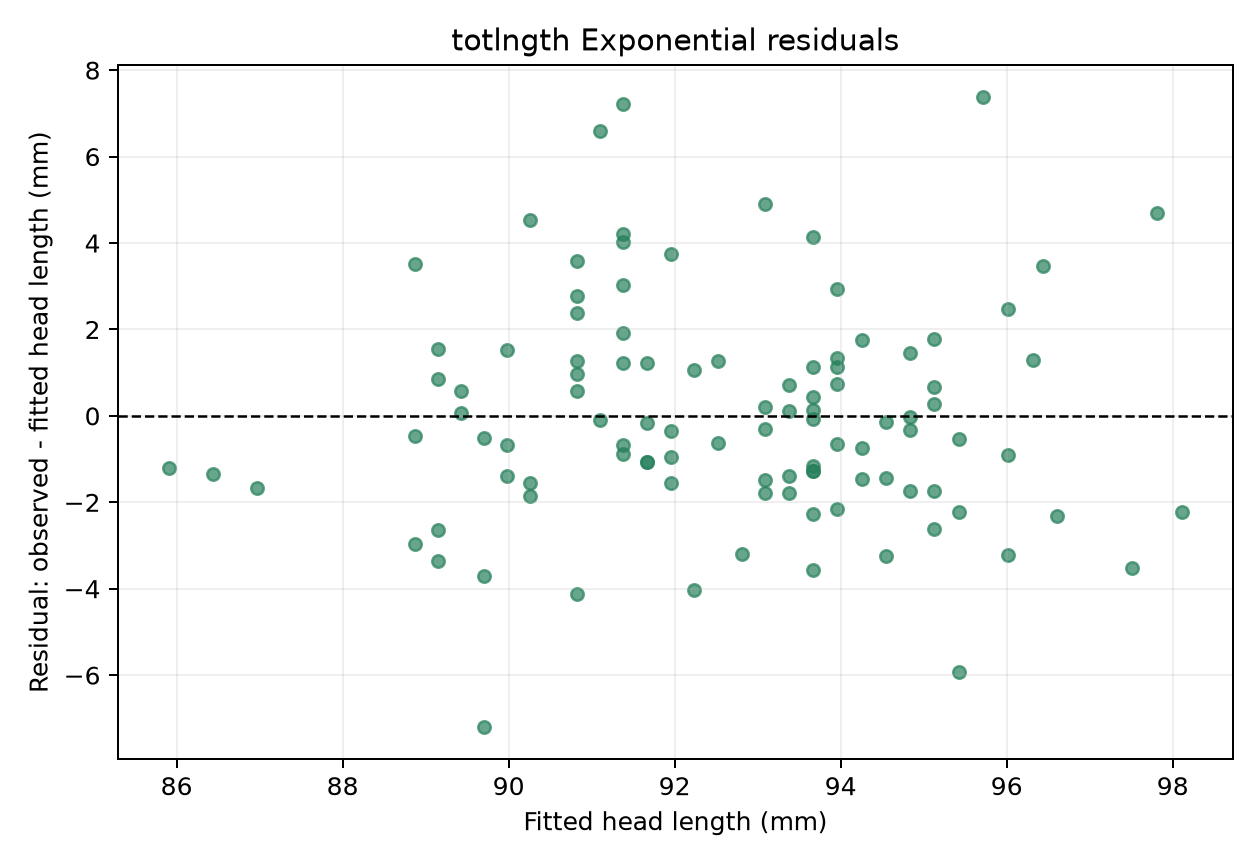 totlngth Exponential residuals
Residual: observed - fitted head length (mm)
8
6
4
2
0
−2
−4
−6
86 88 90 92 94 96 98
Fitted head length (mm)